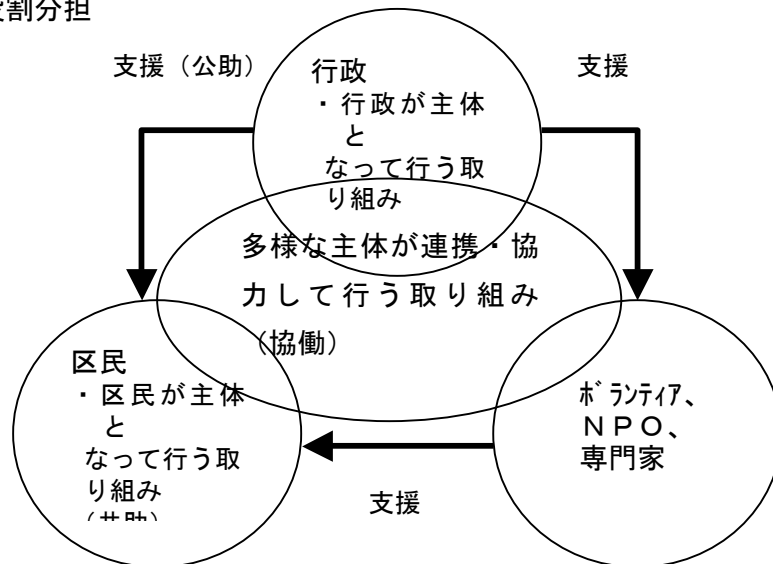 役割分担
支援（公助）
支援
行政
・行政が主体
と
なって行う取
り組み
多様な主体が連携・協
力して行う取り組み
（協働）
区民
・区民が主体
と
なって行う取
り組み
（共助）
ボランティア、
ＮＰＯ、
専門家
支援